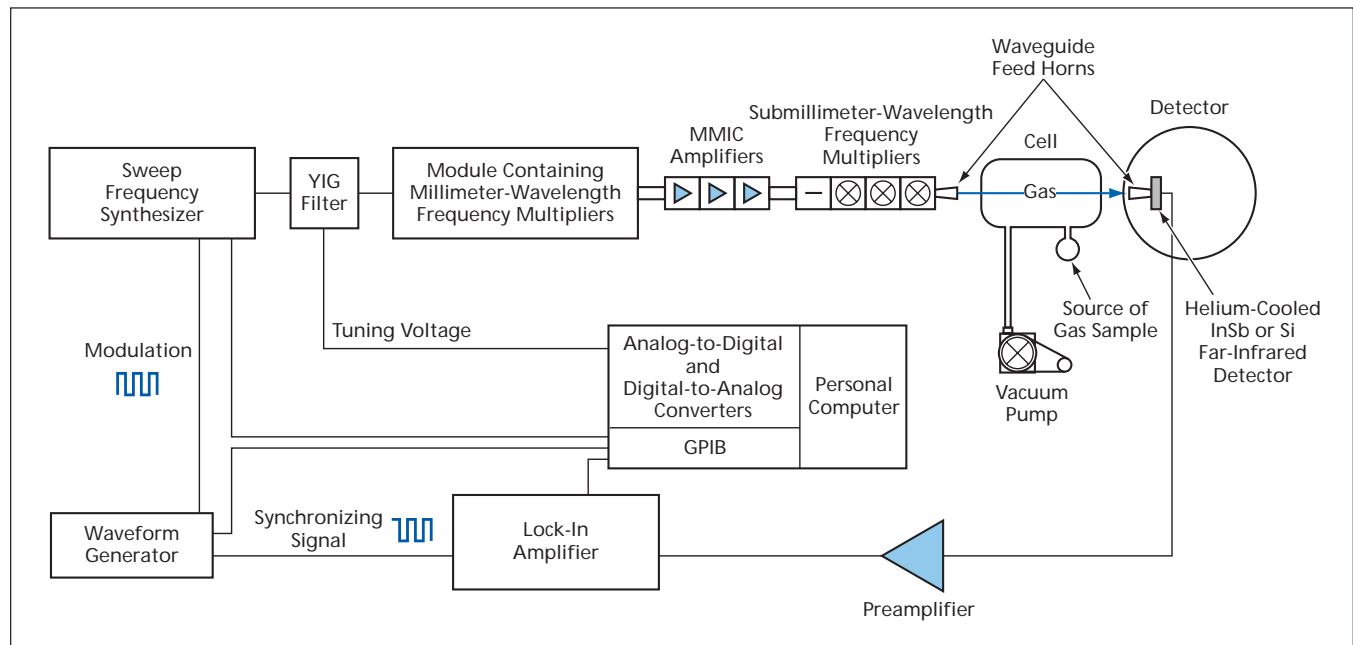 Waveguide
Feed Horns
Submillimeter-Wavelength
Frequency
Multipliers
Detector
MMIC
Amplifiers
Cell
Sweep
Frequency
Synthesizer
YIG
Filter
Module Containing
Millimeter-Wavelength
Frequency Multipliers
Gas
Source of
Gas Sample
Helium-Cooled
InSb or Si
Far-Infrared
Detector
Tuning Voltage
Modulation
Analog-to-Digital
and
Digital-to-Analog
Converters
Personal
Computer
GPIB
Vacuum
Pump
Waveform
Generator
Synchronizing
Signal
Lock-In
Amplifier
Preamplifier